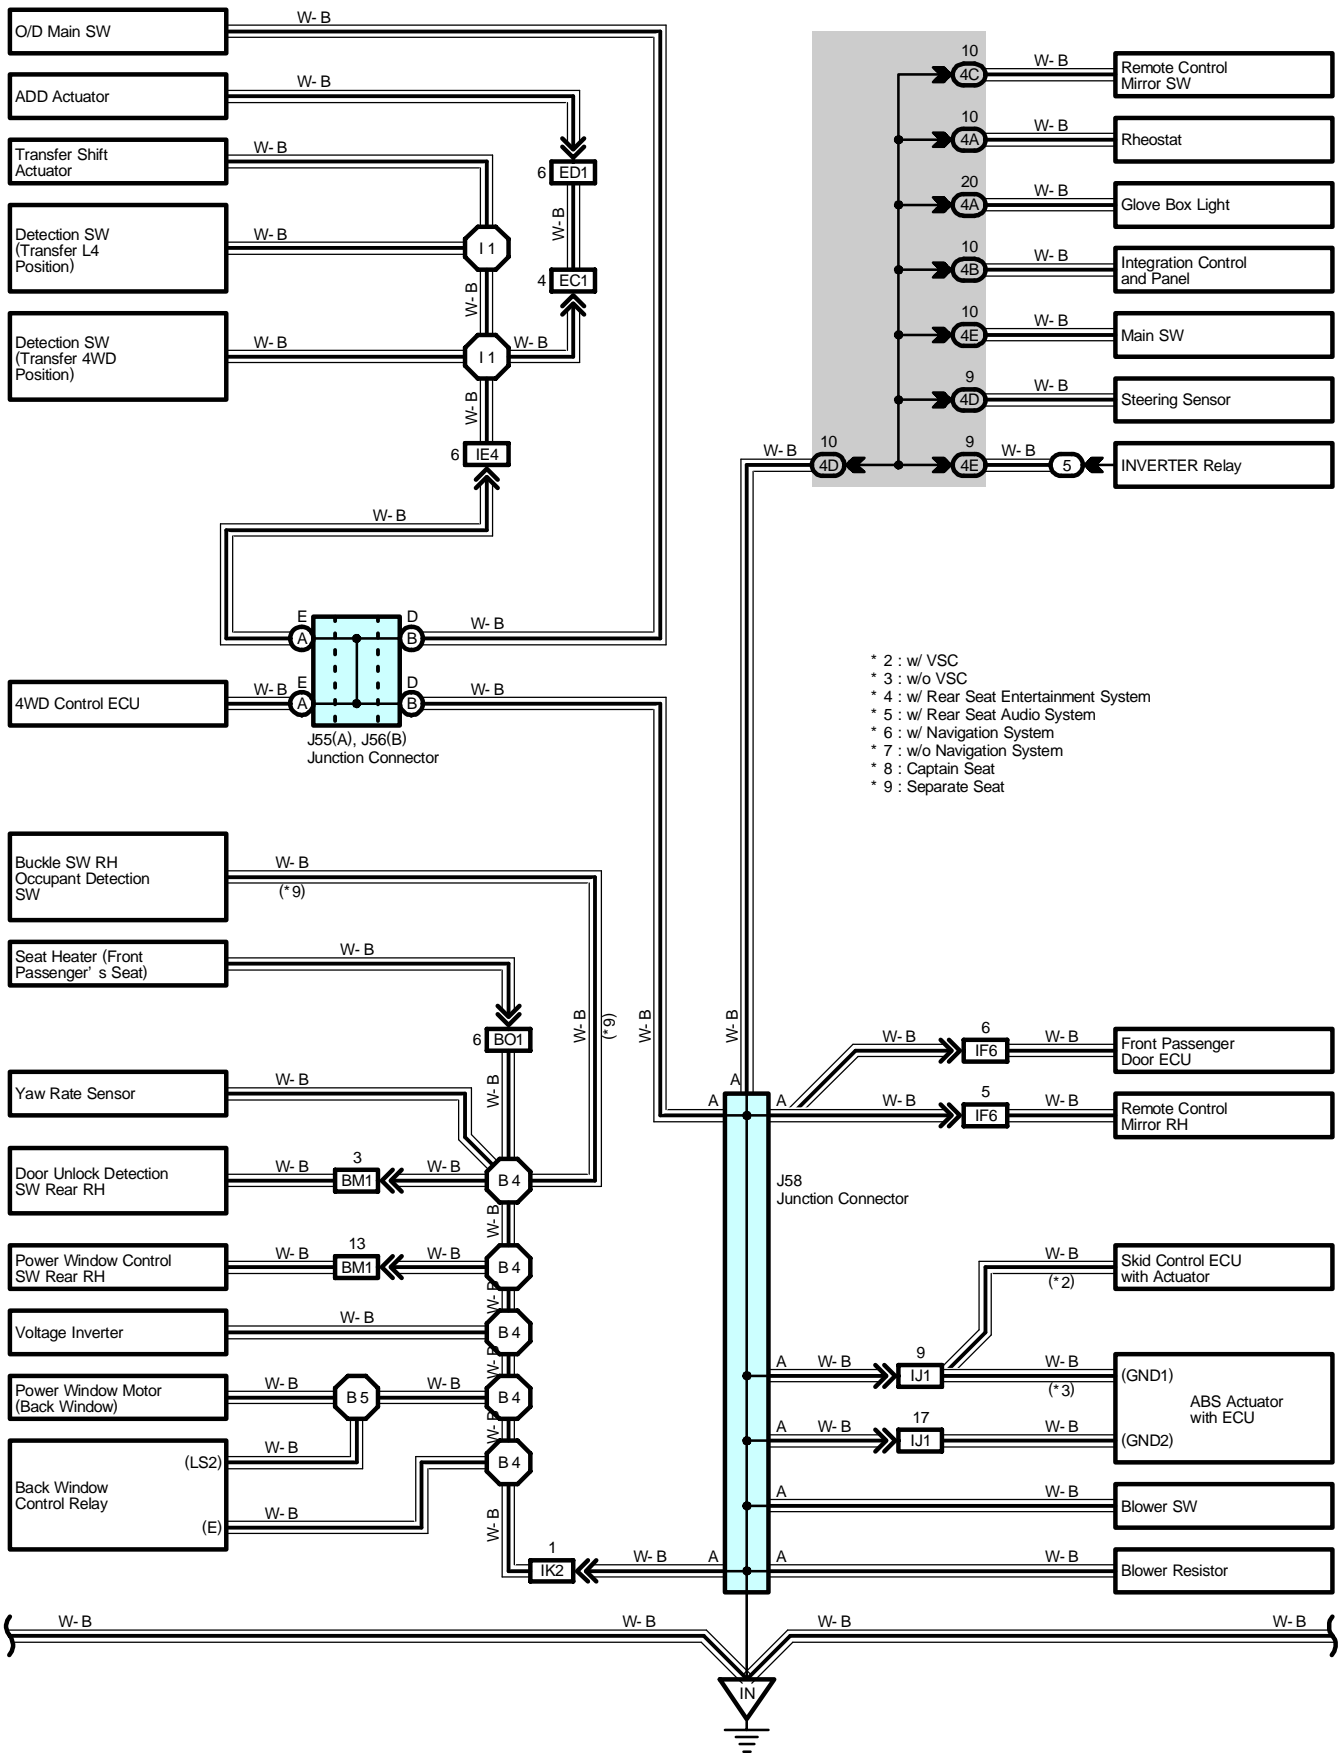 W- B
O/D Main SW
W- B
ADD Actuator
W- B
Transfer Shift
Actuator
6 ED1
W- B
W- B
Detection SW
(Transfer L4
Position)
I 1
4 EC1
W- B
W- B
Detection SW
(Transfer 4WD
Position)
I 1
W- B
W- B
6 IE4
W- B
E
A
D
B
W- B
4WD Control ECU
W- B
E
A
D
B
W- B
J55(A), J56(B)
Junction Connector
10
4C
W- B
Remote Control
Mirror SW
10
4A
W- B
Rheostat
20
4A
W- B
Glove Box Light
10
4B
W- B
Integration Control
and Panel
10
4E
W- B
Main SW
9
4D
W- B
Steering Sensor
W- B
10
4D
9
4E
W- B
5
INVERTER Relay
* 2 : w/ VSC
* 3 : w/o VSC
* 4 : w/ Rear Seat Entertainment System
* 5 : w/ Rear Seat Audio System
* 6 : w/ Navigation System
* 7 : w/o Navigation System
* 8 : Captain Seat
* 9 : Separate Seat
Buckle SW RH
Occupant Detection
SW
W- B
(*9)
Seat Heater (Front
Passenger' s Seat)
W- B
6 BO1
W- B
W- B
(*9)
W- B
W- B
Yaw Rate Sensor
W- B
Door Unlock Detection
SW Rear RH
W- B
3
BM1
W- B
B 4
W- B
Power Window Control
SW Rear RH
W- B
13
BM1
W- B
B 4
W- B
Voltage Inverter
W- B
B 4
W- B
Power Window Motor
(Back Window)
W- B
B 5
W- B
B 4
W- B
Back Window
Control Relay
(LS2)
W- B
B 4
(E)
W- B
W- B
1
IK2
W- B
A
A
A
A
W- B
6
IF6
W- B
Front Passenger
Door ECU
W- B
5
IF6
W- B
Remote Control
Mirror RH
J58
Junction Connector
W- B
(*2)
Skid Control ECU
with Actuator
A
W- B
9
IJ1
W- B
(*3)
(GND1)
ABS Actuator
with ECU
A
W- B
17
IJ1
W- B
(GND2)
A
W- B
Blower SW
A
W- B
Blower Resistor
W- B
W- B
W- B
W- B
IN